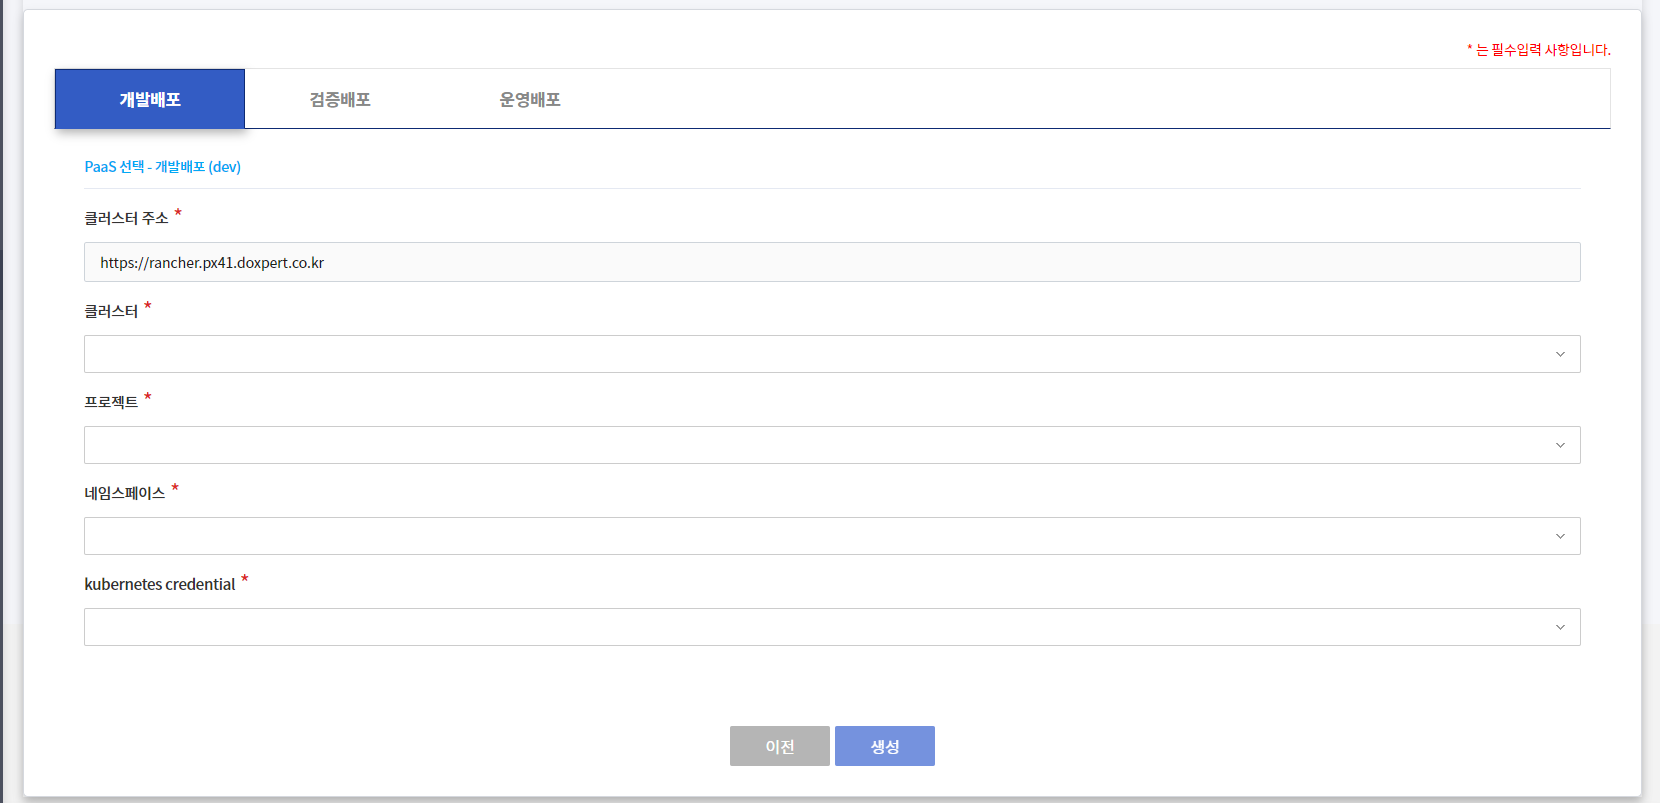 * 는 필수입력 사항입니다.
개발배포 검증배포 운영배포
PaaS 선택 - 개발배포 (dev)
클러스터 주소 *
https://rancher.px41.doxpert.co.kr
클러스터 *
프로젝트 *
네임스페이스 *
kubernetes credential *
이전 생성